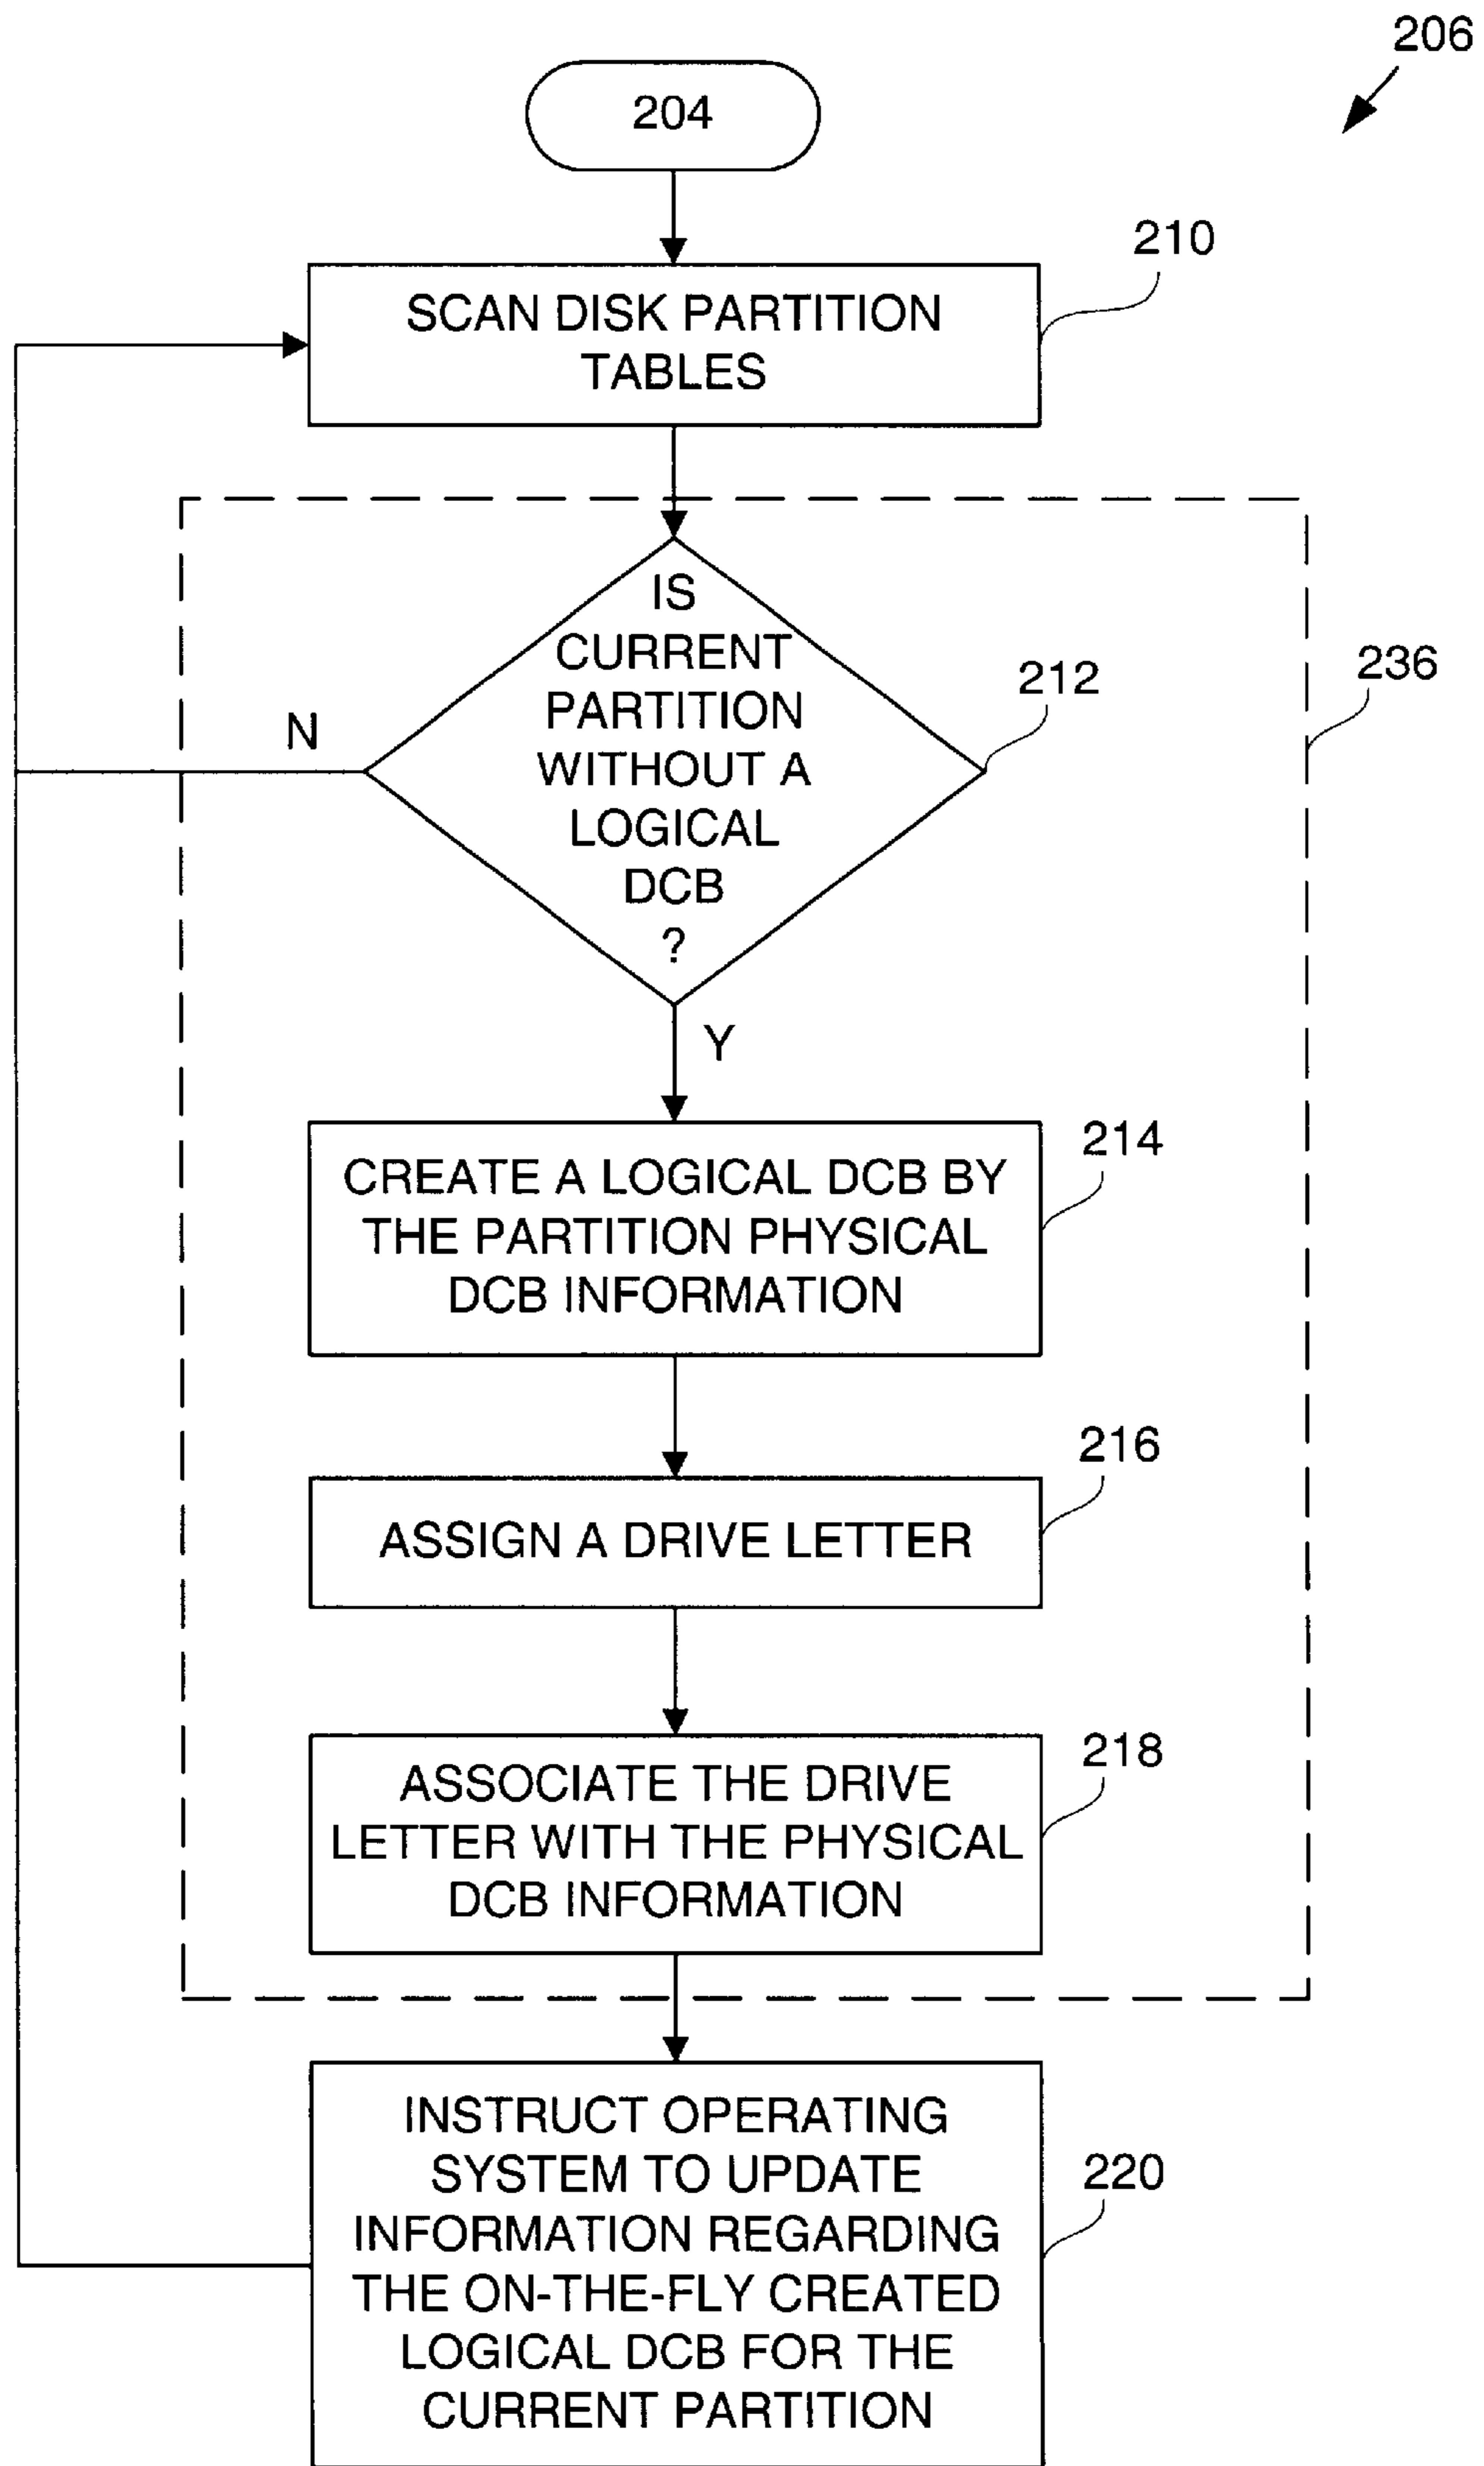 206
204
210
SCAN DISK PARTITION
TABLES
IS
CURRENT
PARTITION
WITHOUT A
LOGICAL
DCB
?
212
236
N
Y
214
CREATE A LOGICAL DCB BY
THE PARTITION PHYSICAL
DCB INFORMATION
216
ASSIGN A DRIVE LETTER
218
ASSOCIATE THE DRIVE
LETTER WITH THE PHYSICAL
DCB INFORMATION
INSTRUCT OPERATING
SYSTEM TO UPDATE
INFORMATION REGARDING
THE ON-THE-FLY CREATED
LOGICAL DCB FOR THE
CURRENT PARTITION
220